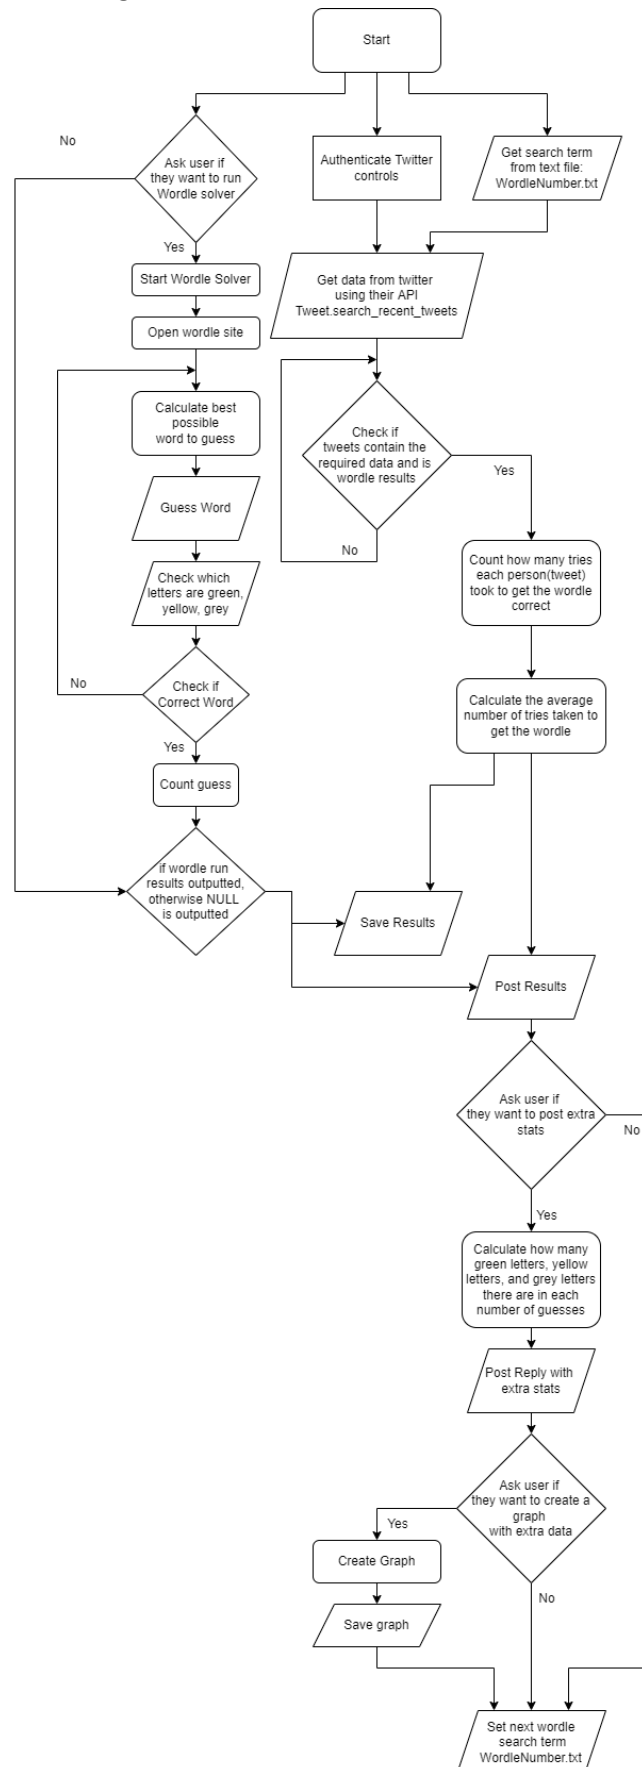 Start
No
Ask user if
they want to run
Wordle solver
Authenticate Twitter
controls
Get search term
from text file:
WordleNumber.txt
Yes
Start Wordle Solver
Get data from twitter
using their API
Tweet.search_recent_tweets
Open wordle site
Calculate best
possible
word to guess
Check if
tweets contain the
required data and is
wordle results
Yes
No
Guess Word
Check which
letters are green,
yellow, grey
Count how many tries
each person(tweet)
took to get the wordle
correct
No
Check if
Correct Word
Calculate the average
number of tries taken to
get the wordle
Yes
Count guess
if wordle run
results outputted,
otherwise NULL
is outputted
Save Results
Post Results
Ask user if
they want to post extra
stats
No
Yes
Calculate how many
green letters, yellow
letters, and grey letters
there are in each
number of guesses
Post Reply with
extra stats
Ask user if
they want to create a
graph
with extra data
Yes
Create Graph
No
Save graph
Set next wordle
search term
WordleNumber.txt